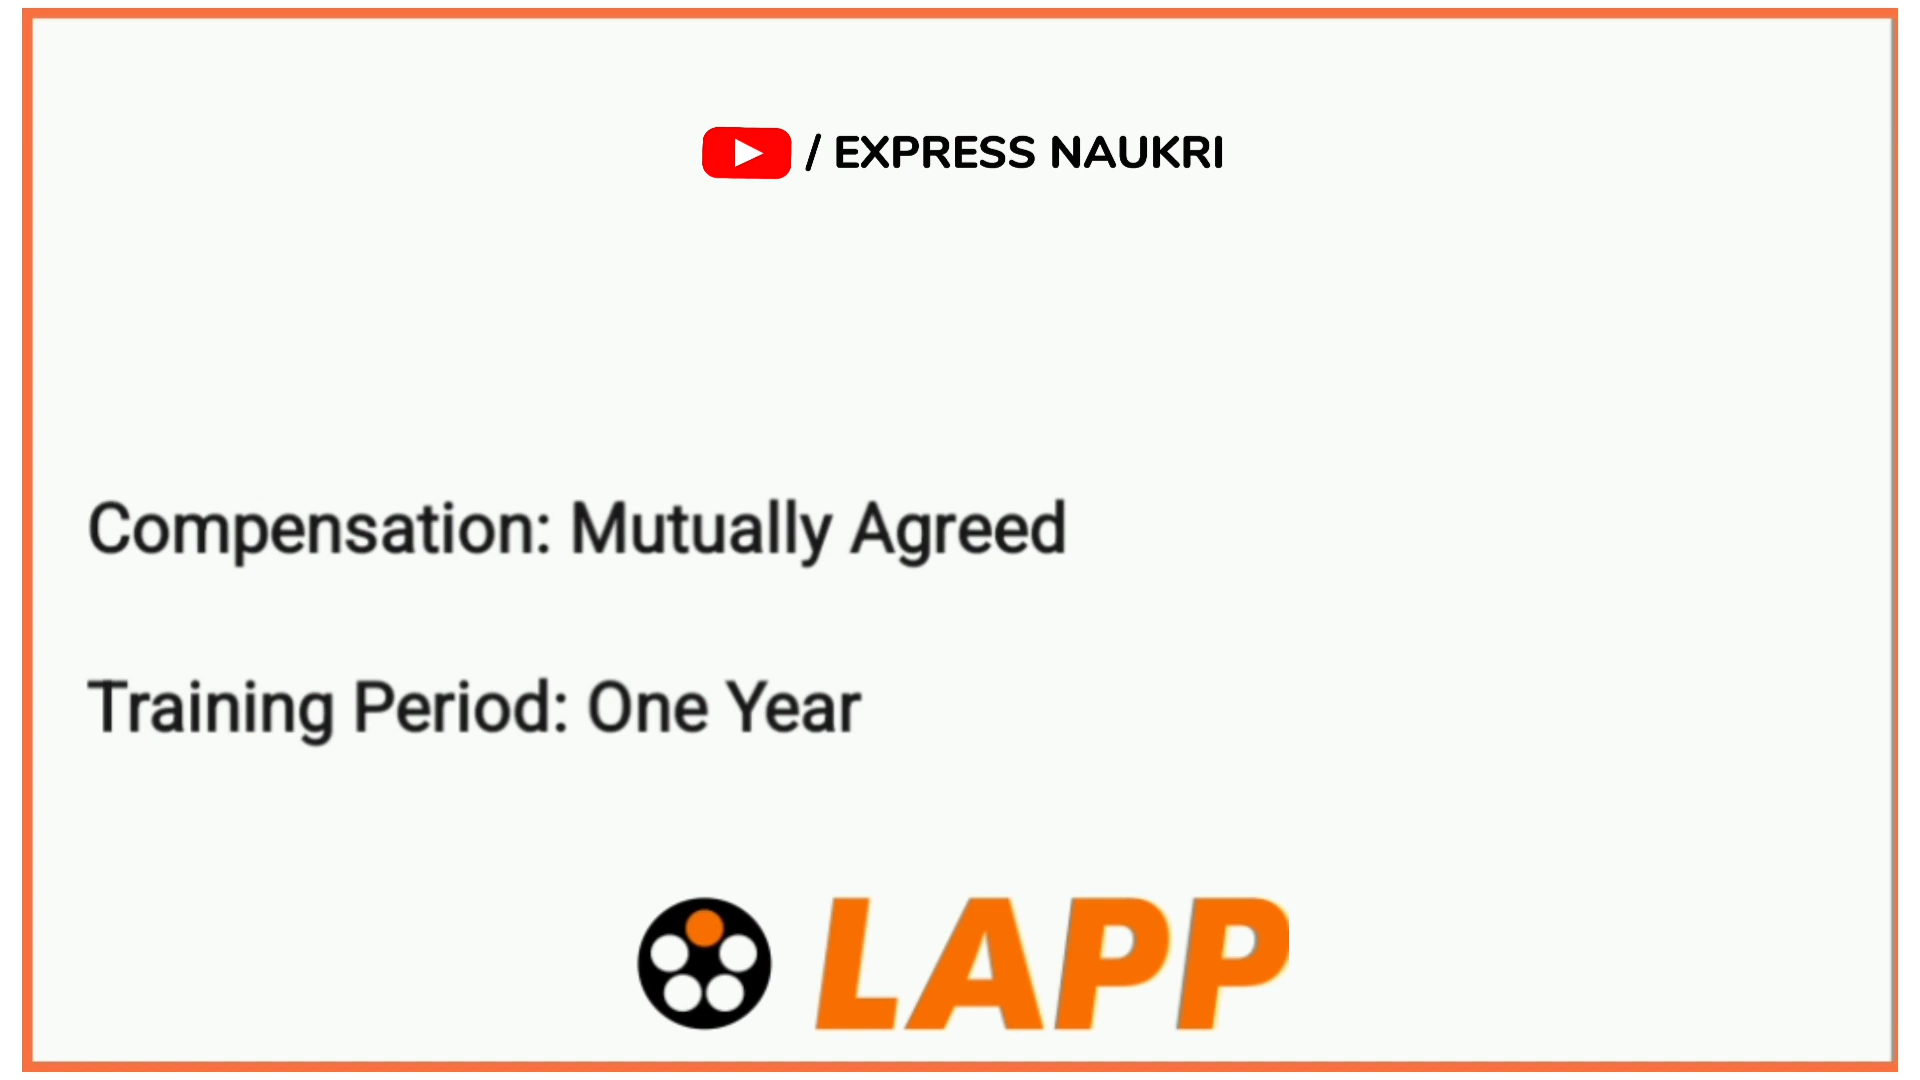 / EXPRESS NAUKRI
Compensation: Mutually Agreed
Training Period: One Year
LAPP